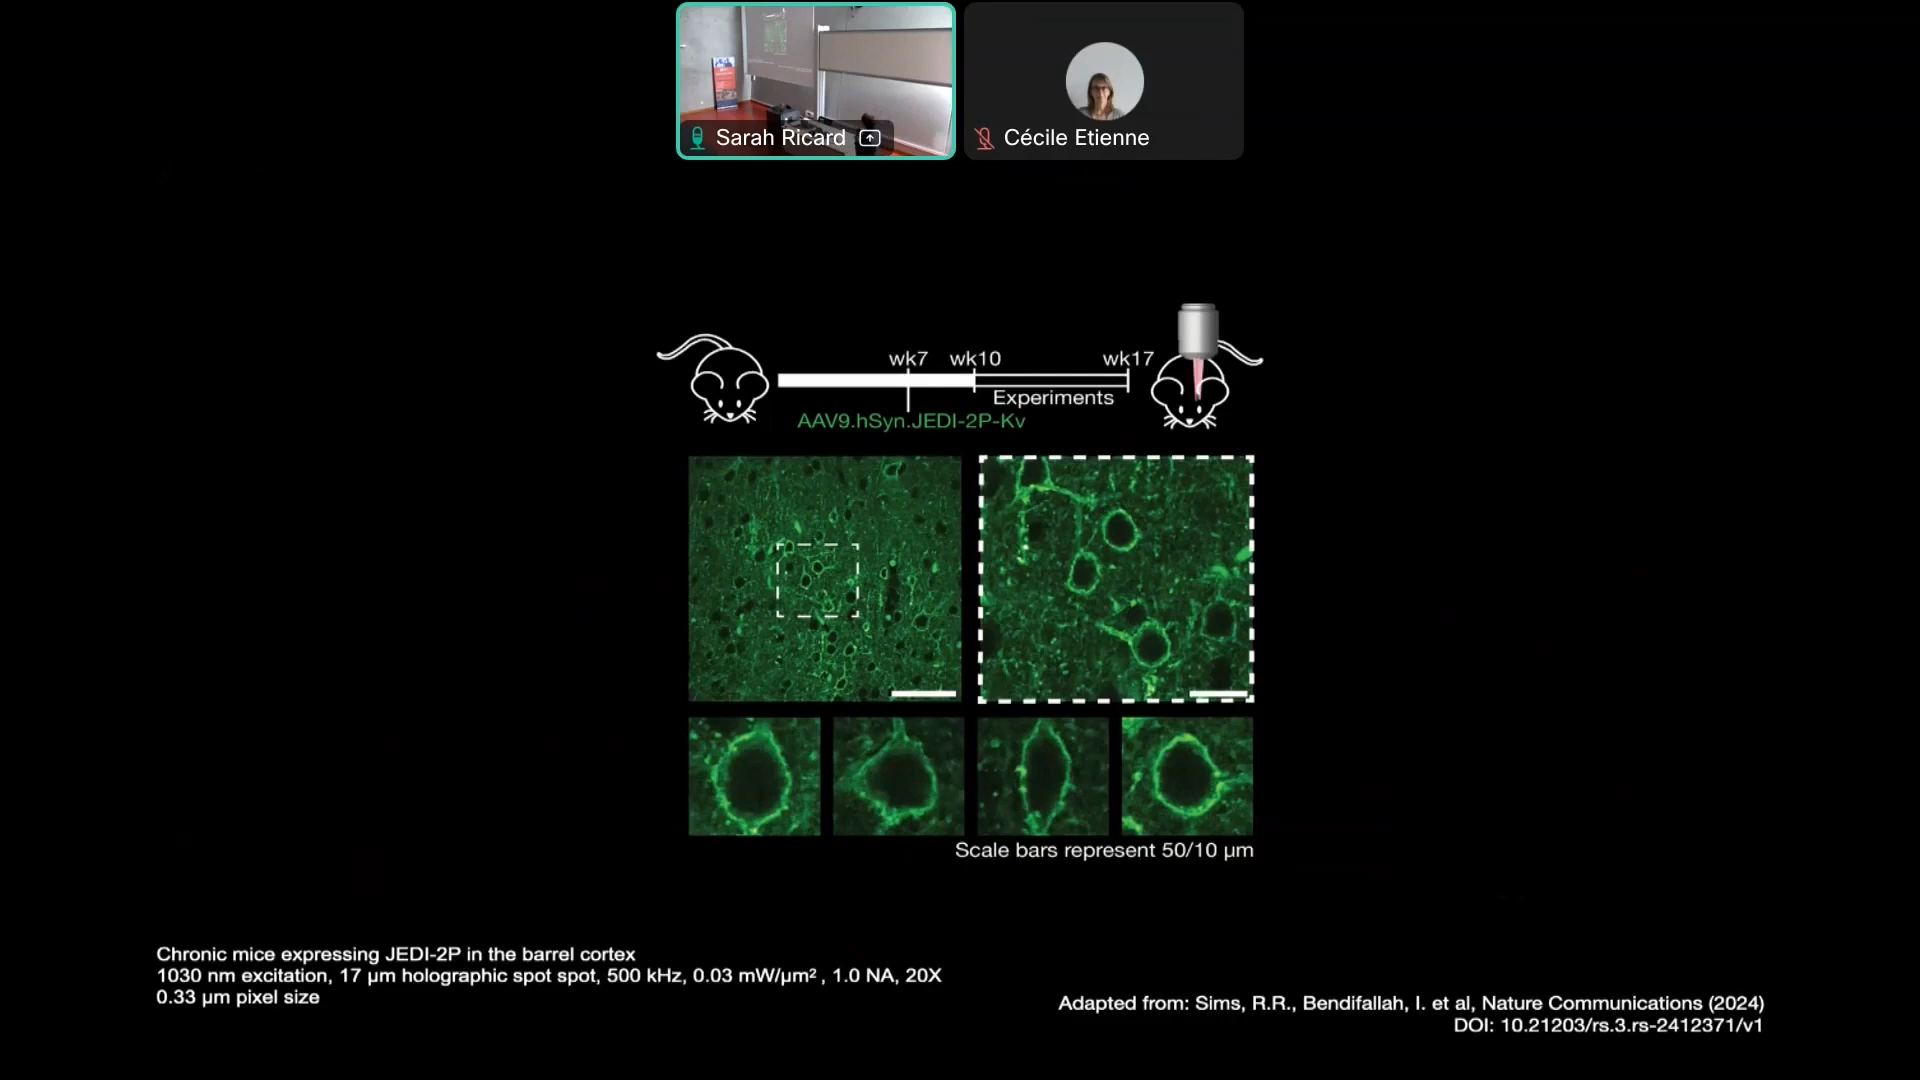 Sarah Ricard
Cécile Etienne
wk7 wk10 wk17
Experiments
AAV9.hSyn.JEDI-2P-Kv
Scale bars represent 50/10 µm
Chronic mice expressing JEDI-2P in the barrel cortex
1030 nm excitation, 17 µm holographic spot spot, 500 kHz, 0.03 mW/µm² , 1.0 NA, 20X
0.33 µm pixel size
Adapted from: Sims, R.R., Bendifallah, I. et al, Nature Communications (2024)
DOI: 10.21203/rs.3.rs-2412371/v1